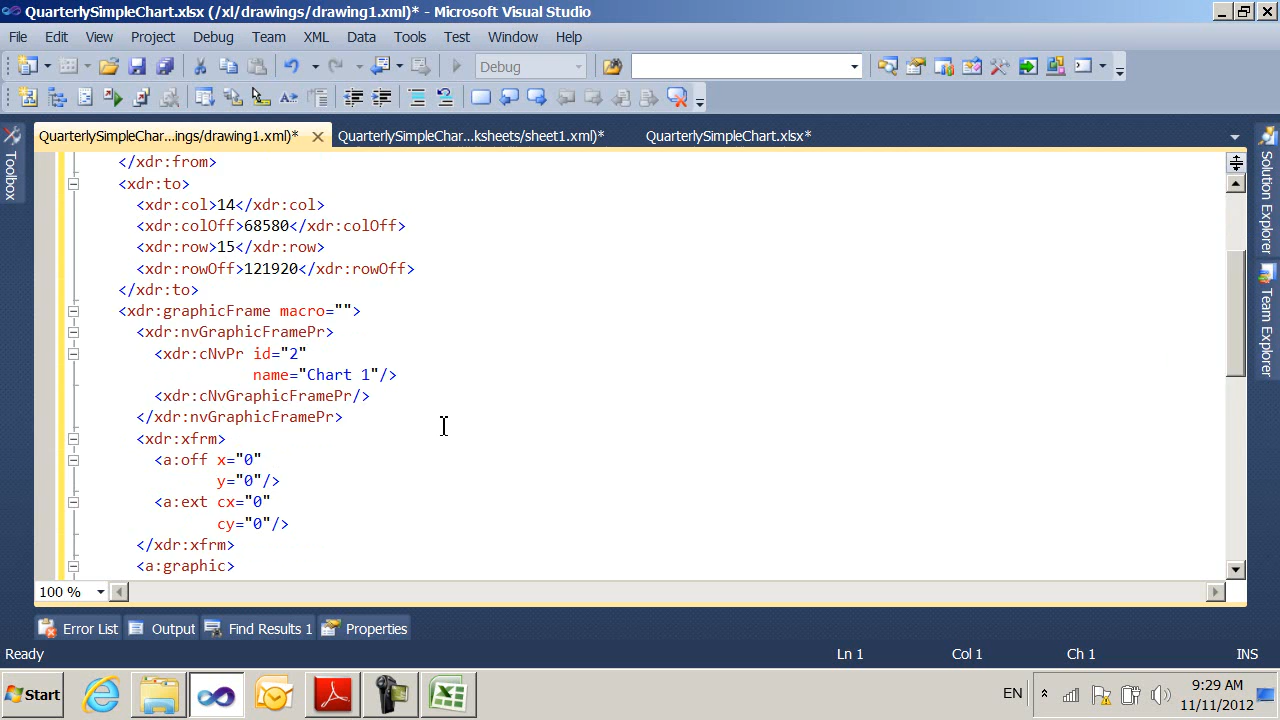 QuarterlySimpleChart.xlsx (/xl/drawings/drawing1.xml)* - Microsoft Visual Studio
File Edit View Project Debug Team XML Data Tools Test Window Help
Debug
QuarterlySimpleChar...ings/drawing1.xml)* QuarterlySimpleChar...ksheets/sheet1.xml)* QuarterlySimpleChart.xlsx*
Toolbox
Solution Explorer
Team Explorer
</xdr:from>
<xdr:to>
<xdr:col>14</xdr:col>
<xdr:colOff>68580</xdr:colOff>
<xdr:row>15</xdr:row>
<xdr:rowOff>121920</xdr:rowOff>
</xdr:to>
<xdr:graphicFrame macro="">
<xdr:nvGraphicFramePr>
<xdr:cNvPr id="2"
name="Chart 1"/>
<xdr:cNvGraphicFramePr/>
</xdr:nvGraphicFramePr>
<xdr:xfrm>
<a:off x="0"
y="0"/>
<a:ext cx="0"
cy="0"/>
</xdr:xfrm>
<a:graphic>
100 %
Error List Output Find Results 1 Properties
Ready Ln 1 Col 1 Ch 1 INS
Start EN 9:29 AM
11/11/2012